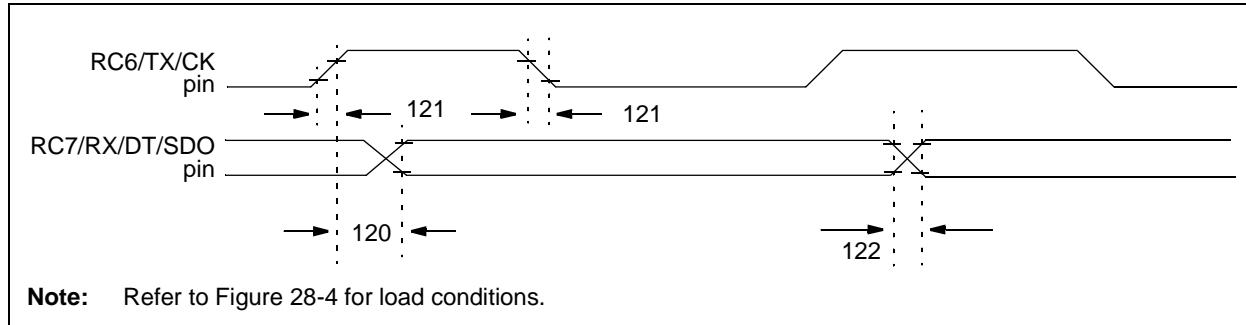 RC6/TX/CK
pin
121
121
RC7/RX/DT/SDO
pin
120
122
Note: Refer to Figure 28-4 for load conditions.